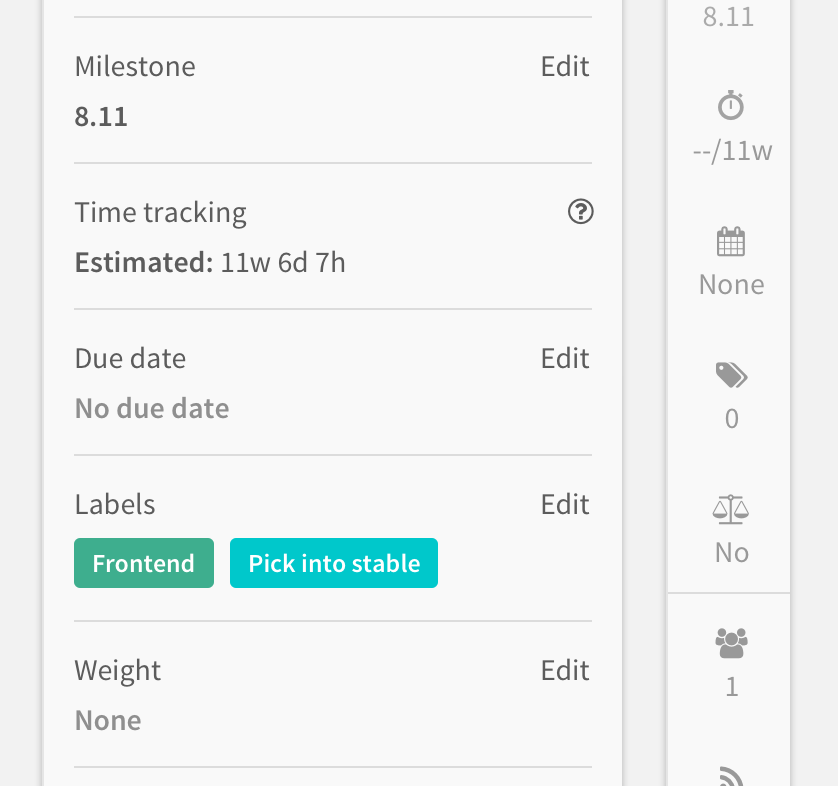 Milestone Edit
8.11
Time tracking
Estimated: 11w 6d 7h
Due date Edit
No due date
Labels Edit
Frontend Pick into stable
Weight Edit
None
8.11
--/11w
None
0
No
1